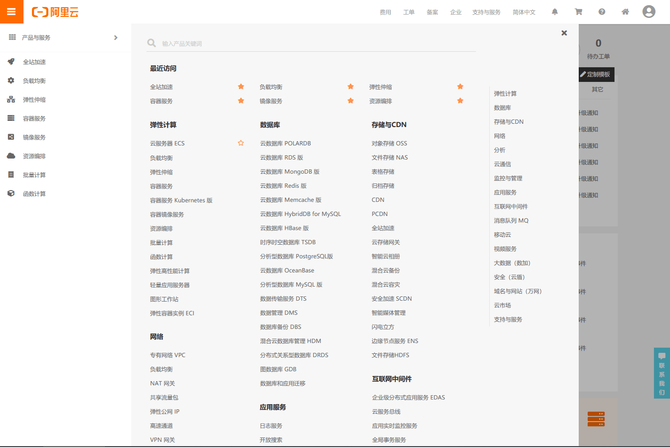 阿里云
费用 工单 备案 企业 支持与服务 简体中文
产品与服务
全站加速
负载均衡
弹性伸缩
容器服务
镜像服务
资源编排
批量计算
函数计算
输入产品关键词
最近访问
全站加速 负载均衡 弹性伸缩
容器服务 镜像服务 资源编排
弹性计算
云服务器 ECS
负载均衡
弹性伸缩
容器服务
容器服务 Kubernetes 版
容器镜像服务
资源编排
批量计算
函数计算
弹性高性能计算
轻量应用服务器
图形工作站
弹性容器实例 ECI
网络
专有网络 VPC
负载均衡
NAT 网关
共享流量包
弹性公网 IP
高速通道
VPN 网关
数据库
云数据库 POLARDB
云数据库 RDS 版
云数据库 MongoDB 版
云数据库 Redis 版
云数据库 Memcache 版
云数据库 HybridDB for MySQL
云数据库 HBase 版
时序时空数据库 TSDB
分析型数据库 PostgreSQL版
云数据库 OceanBase
分析型数据库 MySQL 版
数据传输服务 DTS
数据管理 DMS
数据库备份 DBS
混合云数据库管理 HDM
分布式关系型数据库 DRDS
图数据库 GDB
数据库和应用迁移
应用服务
日志服务
开放搜索
存储与CDN
对象存储 OSS
文件存储 NAS
表格存储
归档存储
CDN
PCDN
全站加速
云存储网关
智能云相册
混合云备份
混合云容灾
安全加速 SCDN
智能媒体管理
闪电立方
边缘节点服务 ENS
文件存储HDFS
互联网中间件
企业级分布式应用服务 EDAS
云服务总线
应用实时监控服务
全局事务服务
弹性计算
数据库
存储与CDN
网络
分析
云通信
监控与管理
应用服务
互联网中间件
消息队列 MQ
移动云
视频服务
大数据（数加）
安全（云盾）
域名与网站（万网）
云市场
支持与服务
0
待办工单
定制模板
其它
级通知
级通知
级通知
级通知
级通知
件
件
联系我们